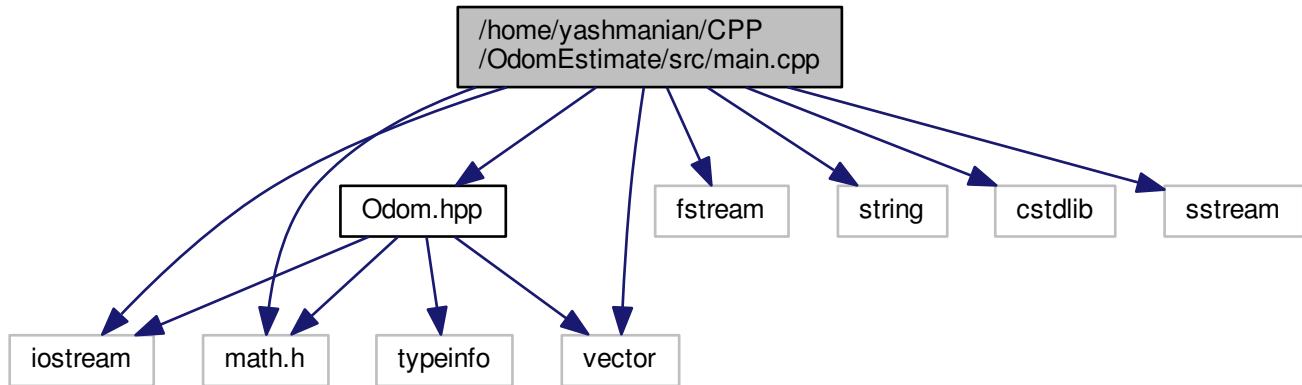 /home/yashmanian/CPP
/OdomEstimate/src/main.cpp
Odom.hpp
fstream
string
cstdlib
sstream
iostream
math.h
typeinfo
vector